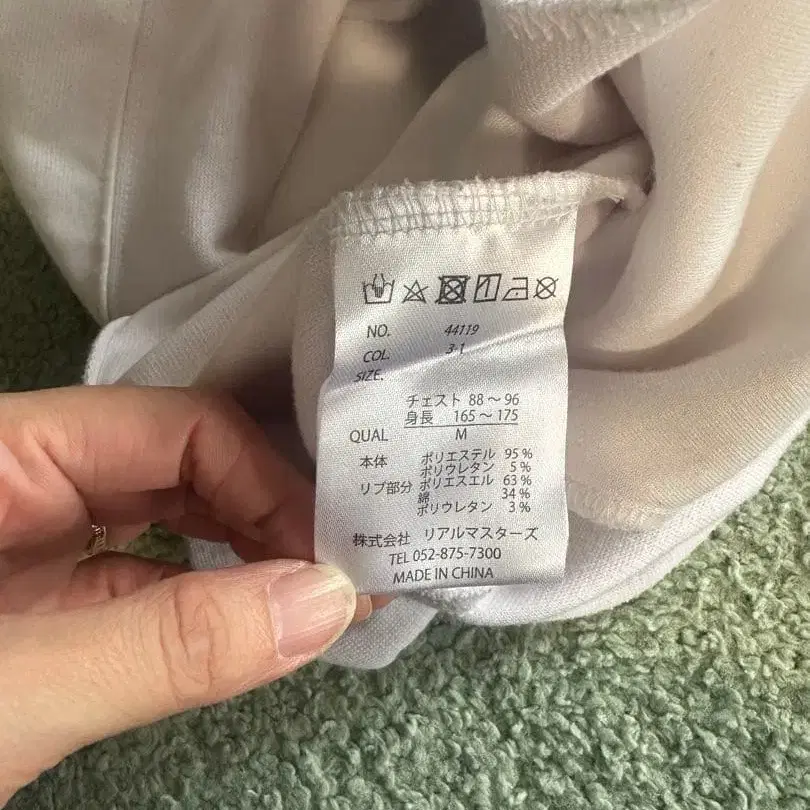 NO. 44119
COL. 3-1
SIZE.
チェスト 88～96
身長 165～175
QUAL M
本体 ポリエステル 95%
ポリウレタン 5%
リブ部分 ポリエスエル 63%
綿 34%
ポリウレタン 3%
株式会社 リアルマスターズ
TEL 052-875-7300
MADE IN CHINA